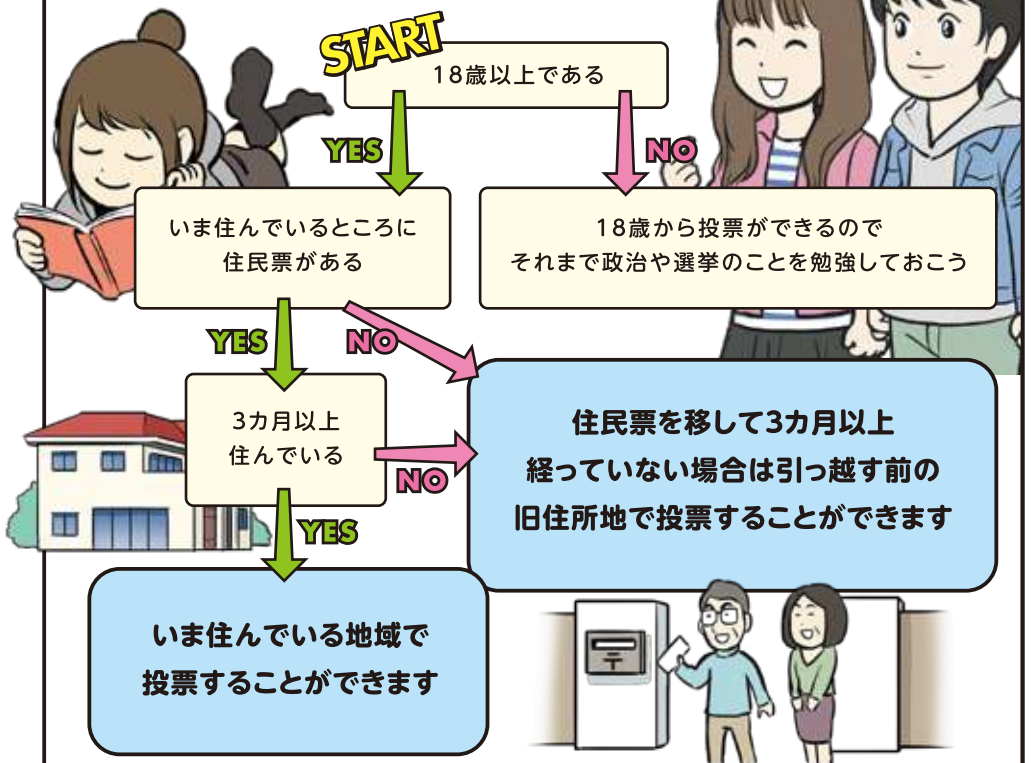 START
18歳以上である
YES
NO
いま住んでいるところに
住民票がある
18歳から投票ができるので
それまで政治や選挙のことを勉強しておこう
YES
NO
3カ月以上
住んでいる
NO
住民票を移して3カ月以上
経っていない場合は引っ越す前の
旧住所地で投票することができます
YES
いま住んでいる地域で
投票することができます
〒